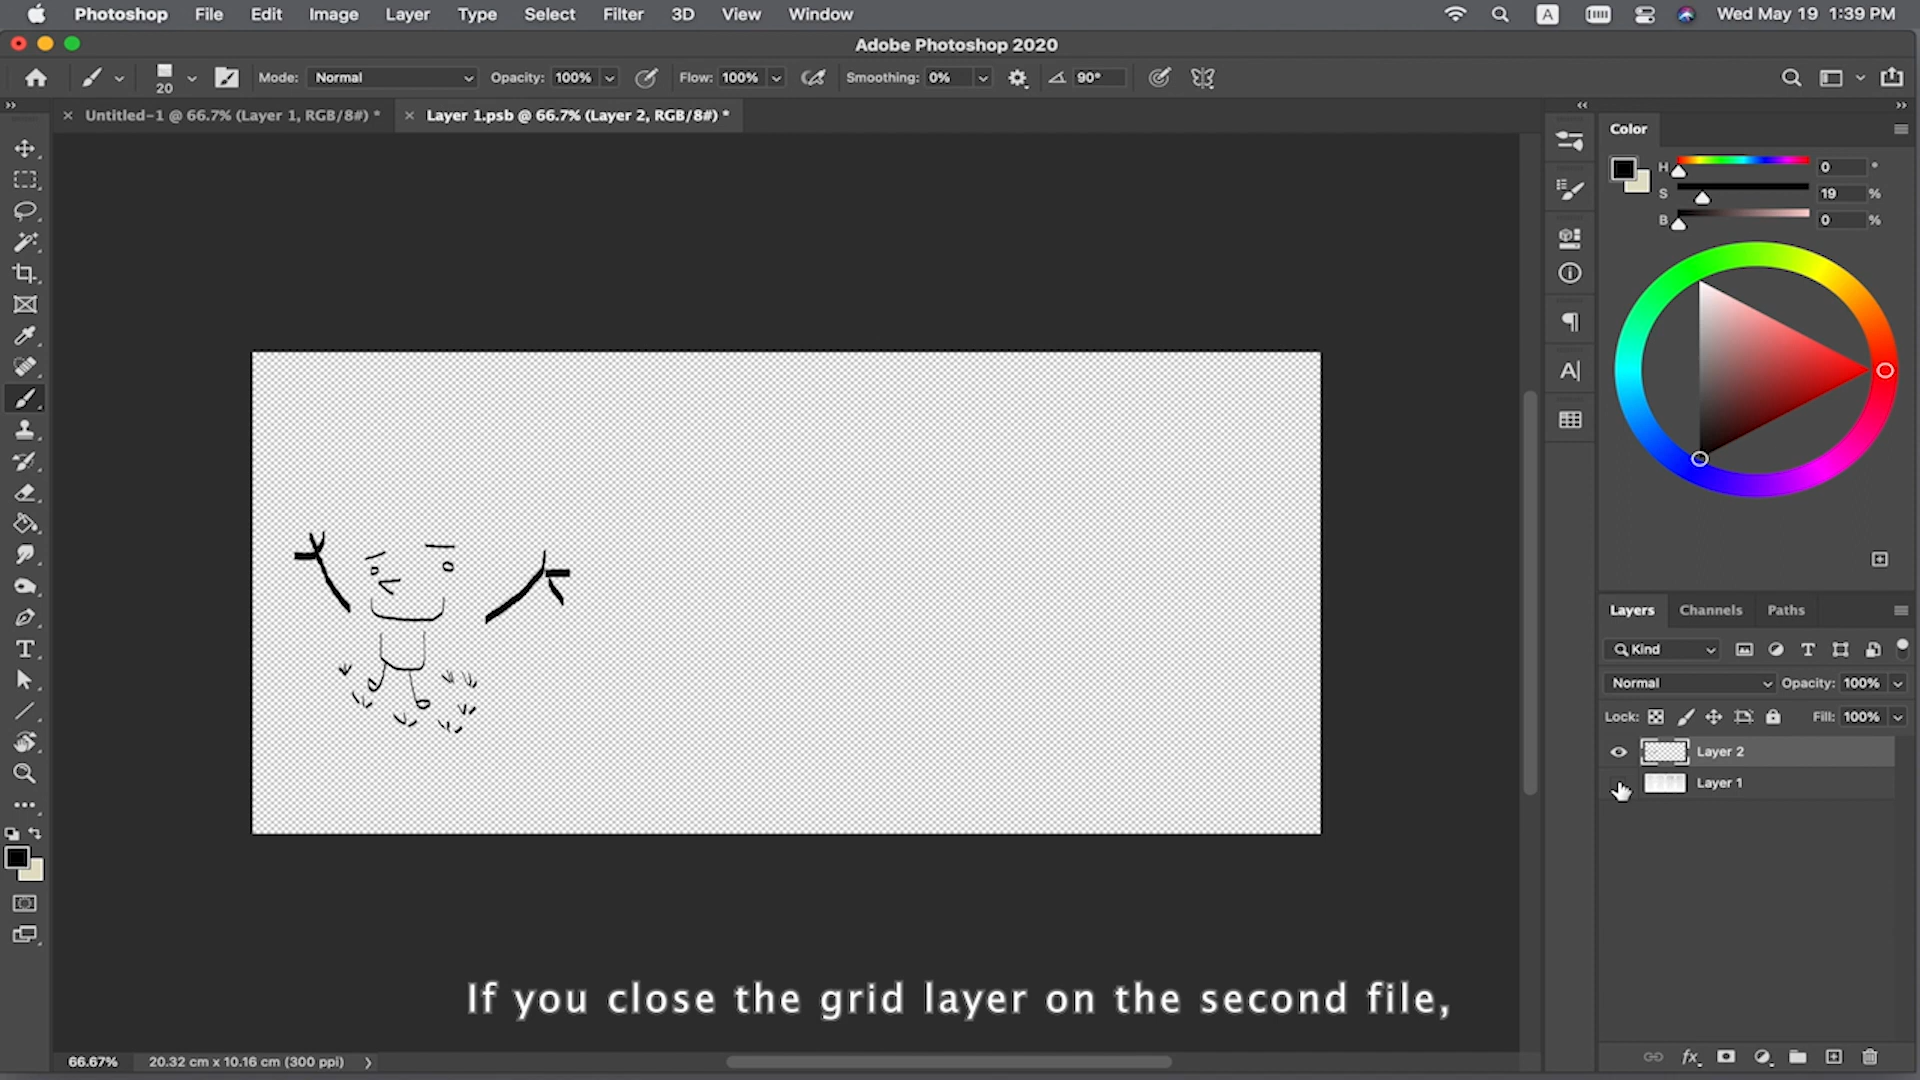 Photoshop File Edit Image Layer Type Select Filter 3D View Window A Wed May 19 1:39 PM
Adobe Photoshop 2020
20 Mode: Normal Opacity: 100% Flow: 100% Smoothing: 0% 90°
Untitled-1 @ 66.7% (Layer 1, RGB/8#) * Layer 1.psb @ 66.7% (Layer 2, RGB/8#) *
Color
H 0 °
S 19 %
B 0 %
Layers Channels Paths
Kind
Normal Opacity: 100%
Lock: Fill: 100%
Layer 2
Layer 1
If you close the grid layer on the second file,
66.67% 20.32 cm x 10.16 cm (300 ppi)